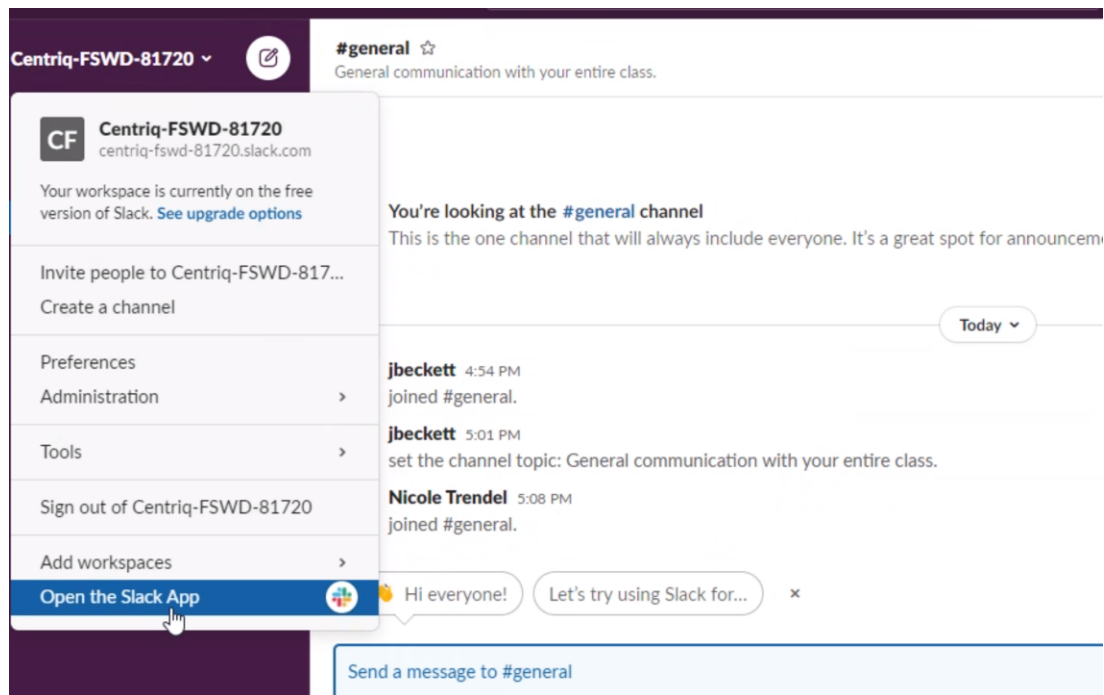 Centriq-FSWD-81720
CF
Centriq-FSWD-81720
centriq-fswd-81720.slack.com
Your workspace is currently on the free
version of Slack. See upgrade options
Invite people to Centriq-FSWD-817...
Create a channel
Preferences
Administration
Tools
Sign out of Centriq-FSWD-81720
Add workspaces
Open the Slack App
#general
General communication with your entire class.
You're looking at the #general channel
This is the one channel that will always include everyone. It's a great spot for announcem
Today
jbeckett 4:54 PM
joined #general.
jbeckett 5:01 PM
set the channel topic: General communication with your entire class.
Nicole Trendel 5:08 PM
joined #general.
Hi everyone!
Let's try using Slack for...
Send a message to #general